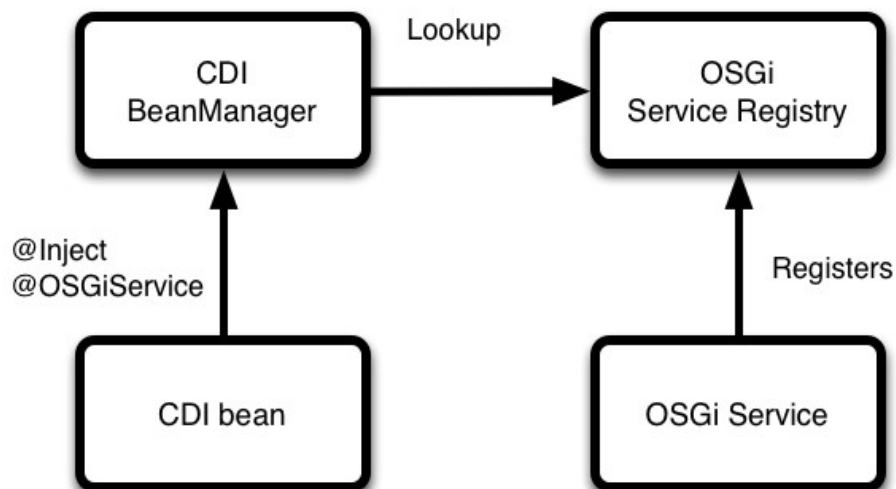 Lookup
CDI
BeanManager
OSGi
Service Registry
@Inject
@OSGiService
Registers
CDI bean
OSGi Service